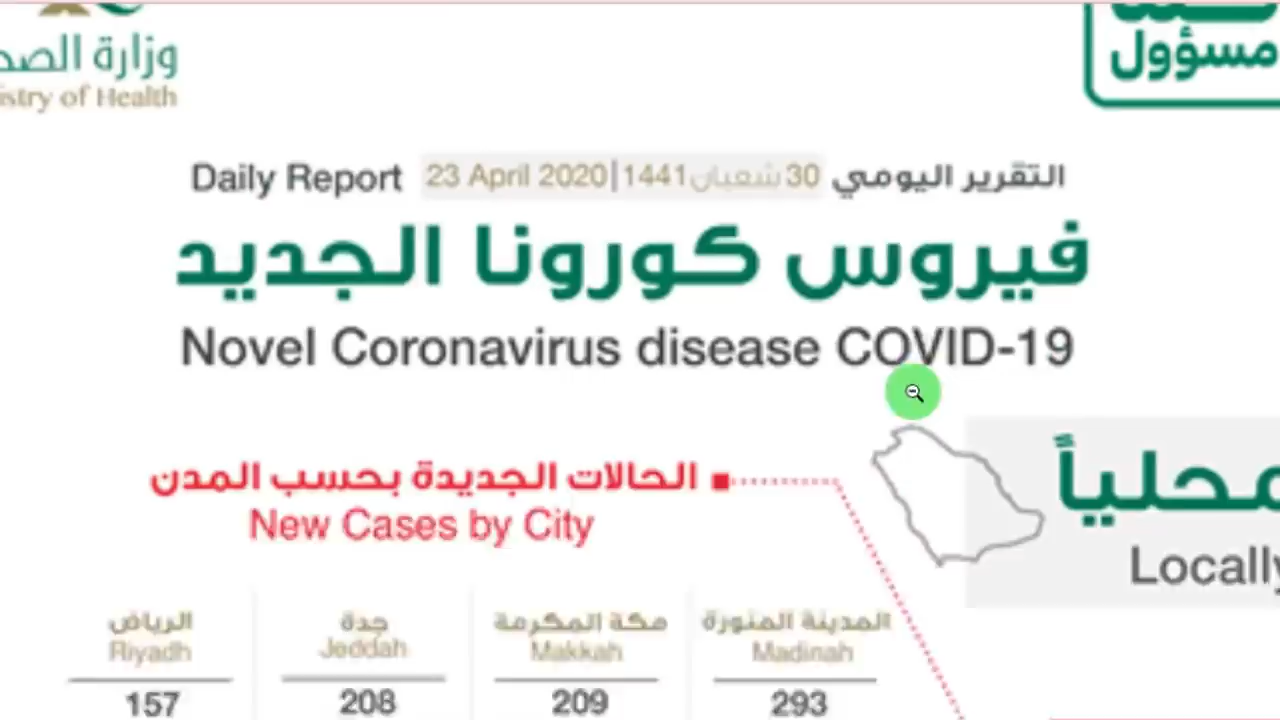 وزارة
istry of Health
مسؤول
Daily Report 23 April 2020|1441 شعبان 30 التقرير اليومي
فيروس كورونا الجديد
Novel Coronavirus disease COVID-19
الحالات الجديدة بحسب المدن
New Cases by City
محلياً
Locally
الرياض جدة مكة المكرمة المدينة المنورة
Riyadh Jeddah Makkah Madinah
157 208 209 293